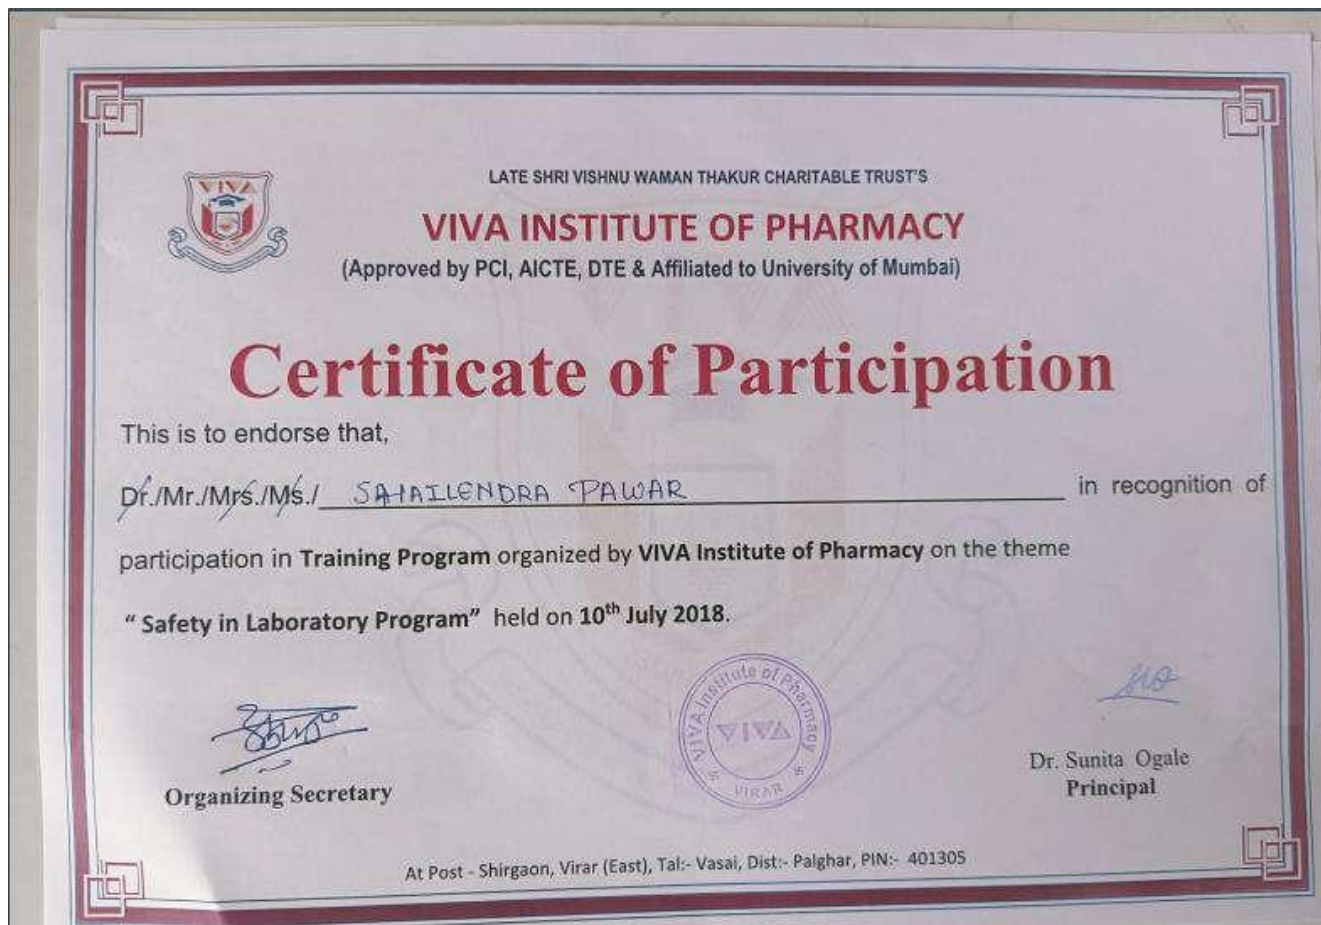 VIVA
LATE SHRI VISHNU WAMAN THAKUR CHARITABLE TRUST'S
VIVA INSTITUTE OF PHARMACY
(Approved by PCI, AICTE, DTE & Affiliated to University of Mumbai)
Certificate of Participation
This is to endorse that,
Dr./Mr./Mrs./Ms./ SAHAILENDRA PAWAR in recognition of
participation in Training Program organized by VIVA Institute of Pharmacy on the theme
“ Safety in Laboratory Program” held on 10th July 2018.
VIVA Institute of Pharmacy
VIVA
VIRAR
Organizing Secretary
Dr. Sunita Ogale
Principal
At Post - Shirgaon, Virar (East), Tal:- Vasai, Dist:- Palghar, PIN:- 401305